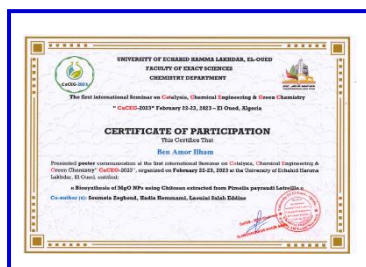 UNIVERSITY OF ECHAHID HAMMA LAKHDAR, EL-OUED
FACULTY OF EXACT SCIENCES
CHEMISTRY DEPARTMENT
CaCEG-2023
The first international Seminar on Catalysis, Chemical Engineering & Green Chemistry
" CaCEG-2023" February 22-23, 2023 – El Oued, Algeria
CERTIFICATE OF PARTICIPATION
This Certifies That
Ben Amor Ilham
Presented poster communication at the first international Seminar on Catalysis, Chemical Engineering &
Green Chemistry" CaCEG-2023", organized on February 22-23, 2023 at the University of Echahid Hamma
Lakhdar, El Oued, entitled:
« Biosynthesis of MgO NPs using Chitosan extracted from Pimelia payraudi Latreille »
Co-author (s): Soumeia Zeghoud, Hadia Hemmami, Laouini Salah Eddine